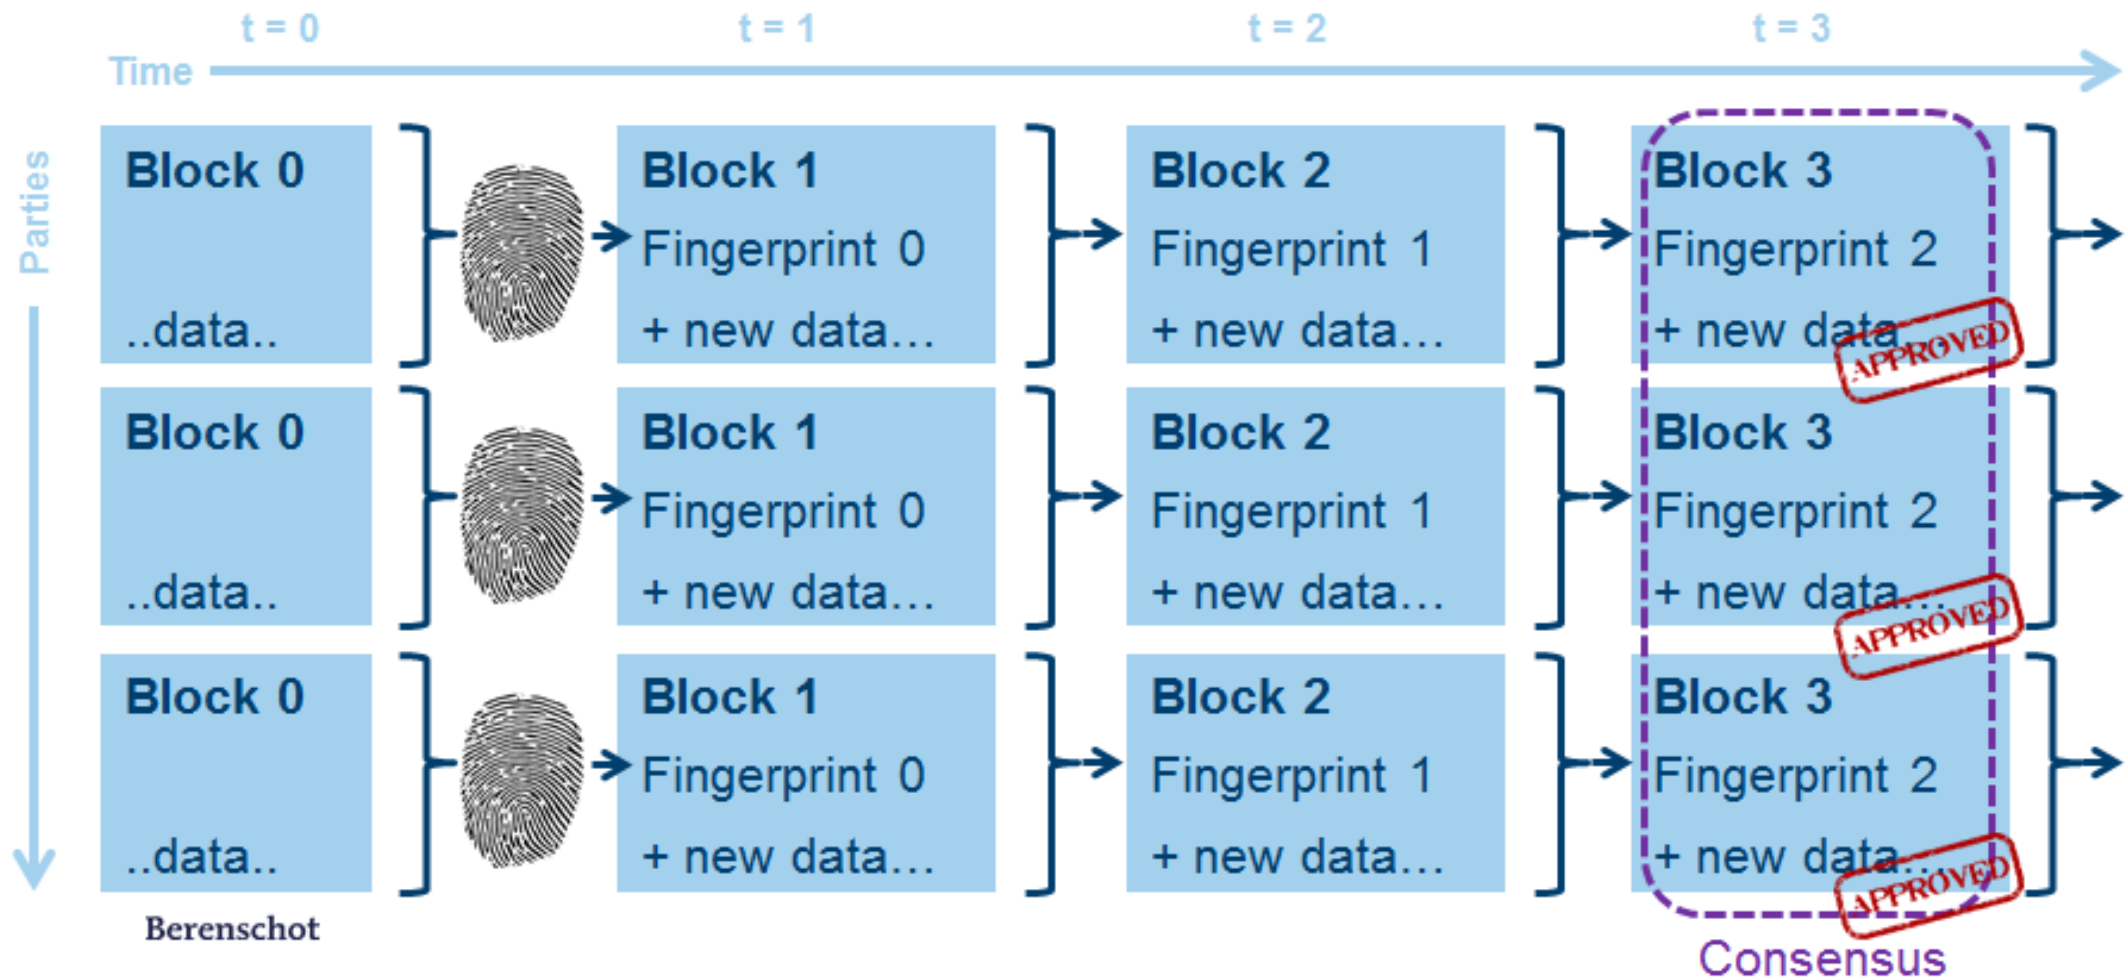 t = 0 t = 1 t = 2 t = 3
Time
Parties
Block 0 Block 1 Block 2 Block 3
Fingerprint 0 Fingerprint 1 Fingerprint 2
..data.. + new data... + new data... + new data...
APPROVED
Block 0 Block 1 Block 2 Block 3
Fingerprint 0 Fingerprint 1 Fingerprint 2
..data.. + new data... + new data... + new data...
APPROVED
Block 0 Block 1 Block 2 Block 3
Fingerprint 0 Fingerprint 1 Fingerprint 2
..data.. + new data... + new data... + new data...
APPROVED
Berenschot
Consensus